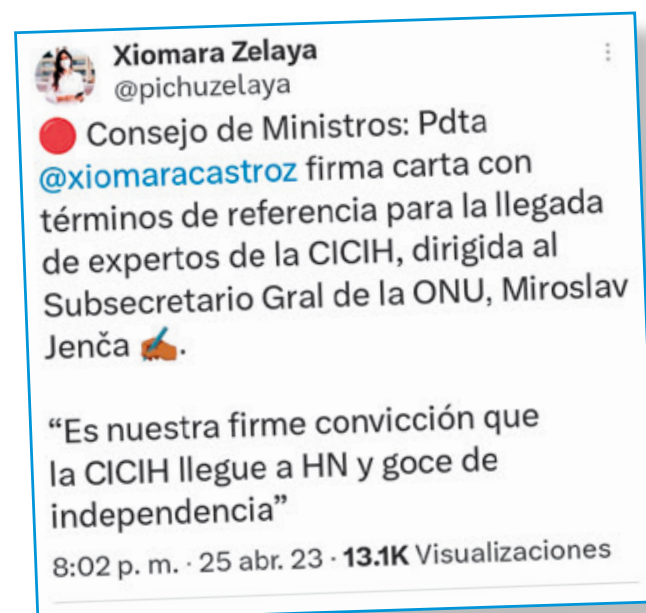 Xiomara Zelaya
@pichuzelaya
🔴 Consejo de Ministros: Pdta
@xiomaracastroz firma carta con
términos de referencia para la llegada
de expertos de la CICIH, dirigida al
Subsecretario Gral de la ONU, Miroslav
Jenča ✍🏾.
“Es nuestra firme convicción que
la CICIH llegue a HN y goce de
independencia”
8:02 p. m. · 25 abr. 23 · 13.1K Visualizaciones